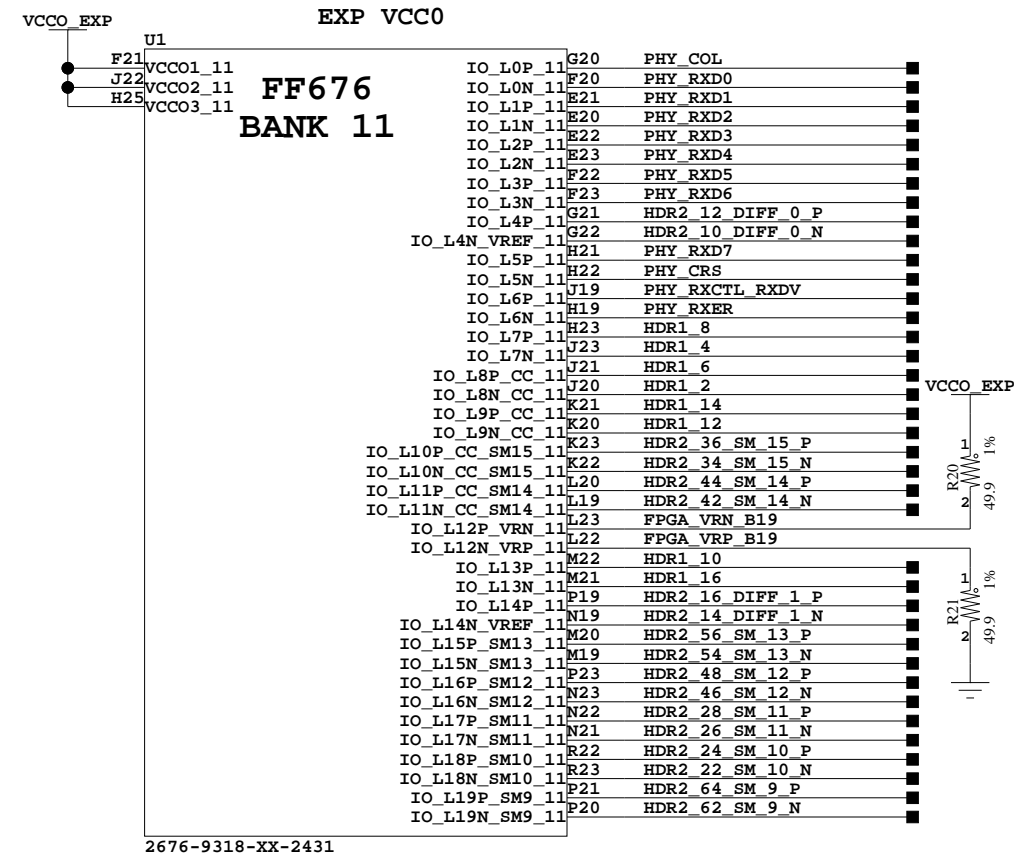 EXP VCC0
VCCO_EXP
U1
F21 VCCO1_11
J22 VCCO2_11
H25 VCCO3_11
FF676
BANK 11
IO_L0P_11 G20 PHY_COL
IO_L0N_11 F20 PHY_RXD0
IO_L1P_11 E21 PHY_RXD1
IO_L1N_11 E20 PHY_RXD2
IO_L2P_11 E22 PHY_RXD3
IO_L2N_11 E23 PHY_RXD4
IO_L3P_11 F22 PHY_RXD5
IO_L3N_11 F23 PHY_RXD6
IO_L4P_11 G21 HDR2_12_DIFF_0_P
IO_L4N_VREF_11 G22 HDR2_10_DIFF_0_N
IO_L5P_11 H21 PHY_RXD7
IO_L5N_11 H22 PHY_CRS
IO_L6P_11 J19 PHY_RXCTL_RXDV
IO_L6N_11 H19 PHY_RXER
IO_L7P_11 H23 HDR1_8
IO_L7N_11 J23 HDR1_4
IO_L8P_CC_11 J21 HDR1_6
IO_L8N_CC_11 J20 HDR1_2
IO_L9P_CC_11 K21 HDR1_14
IO_L9N_CC_11 K20 HDR1_12
IO_L10P_CC_SM15_11 K23 HDR2_36_SM_15_P
IO_L10N_CC_SM15_11 K22 HDR2_34_SM_15_N
IO_L11P_CC_SM14_11 L20 HDR2_44_SM_14_P
IO_L11N_CC_SM14_11 L19 HDR2_42_SM_14_N
IO_L12P_VRN_11 L23 FPGA_VRN_B19
IO_L12N_VRP_11 L22 FPGA_VRP_B19
IO_L13P_11 M22 HDR1_10
IO_L13N_11 M21 HDR1_16
IO_L14P_11 P19 HDR2_16_DIFF_1_P
IO_L14N_VREF_11 N19 HDR2_14_DIFF_1_N
IO_L15P_SM13_11 M20 HDR2_56_SM_13_P
IO_L15N_SM13_11 M19 HDR2_54_SM_13_N
IO_L16P_SM12_11 P23 HDR2_48_SM_12_P
IO_L16N_SM12_11 N23 HDR2_46_SM_12_N
IO_L17P_SM11_11 N22 HDR2_28_SM_11_P
IO_L17N_SM11_11 N21 HDR2_26_SM_11_N
IO_L18P_SM10_11 R22 HDR2_24_SM_10_P
IO_L18N_SM10_11 R23 HDR2_22_SM_10_N
IO_L19P_SM9_11 P21 HDR2_64_SM_9_P
IO_L19N_SM9_11 P20 HDR2_62_SM_9_N
VCCO_EXP
1
R20
1%
49.9
2
1
R21
1%
49.9
2
2676-9318-XX-2431